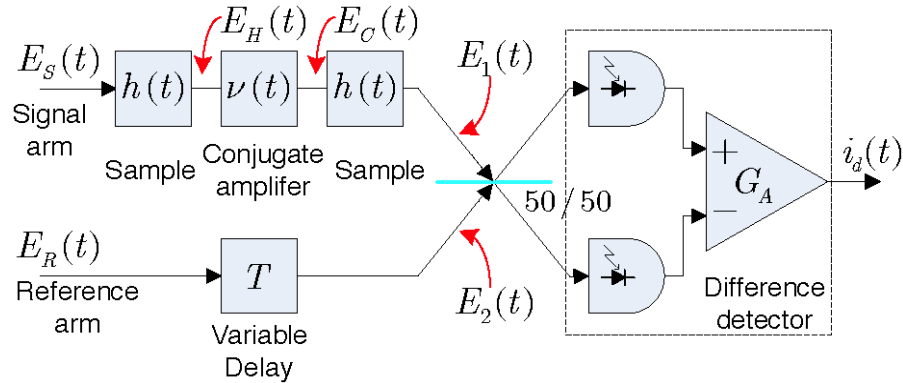 E_H(t)
E_C(t)
E_S(t)
h(t)
ν(t)
h(t)
E_1(t)
Signal
arm
Sample
Conjugate
amplifer
Sample
50/50
+
−
G_A
i_d(t)
E_R(t)
Reference
arm
T
Variable
Delay
E_2(t)
Difference
detector